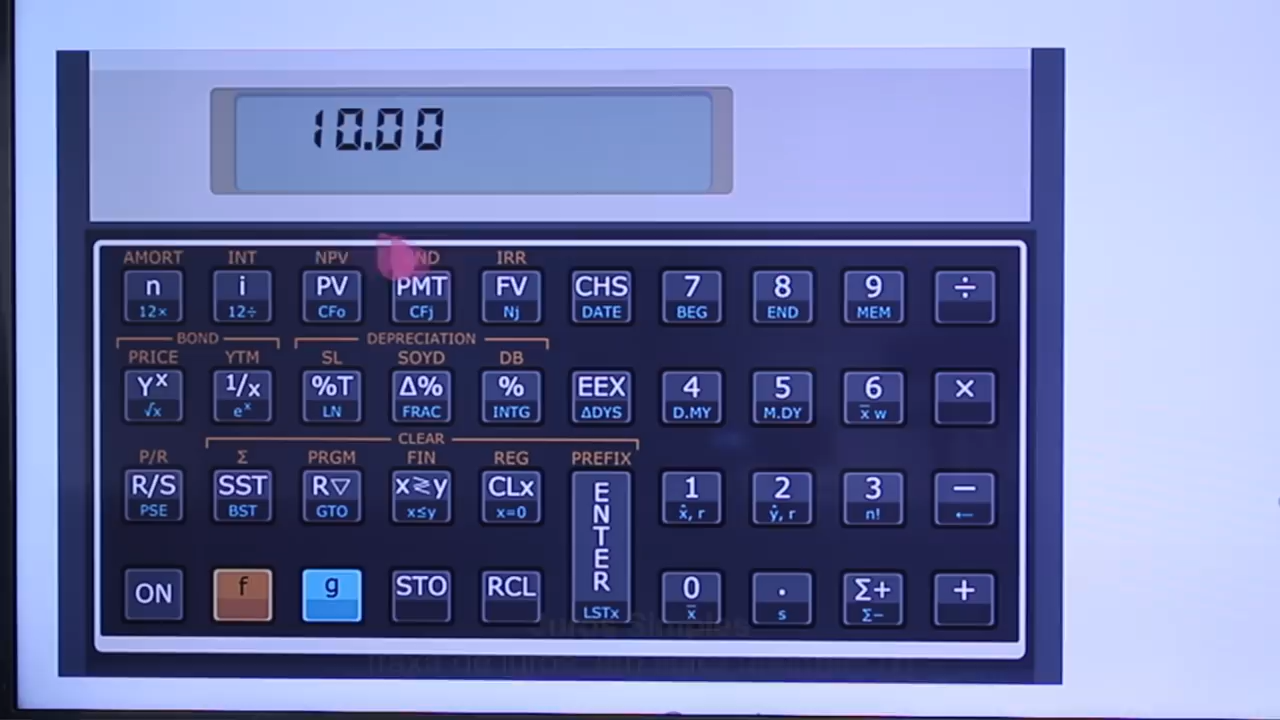 10.00
AMORT INT NPV IRR
n i PV PMT FV CHS 7 8 9 ÷
12× 12÷ CFo CFj Nj DATE BEG END MEM
BOND DEPRECIATION
PRICE YTM SL SOYD DB
Yˣ 1/x %T Δ% % EEX 4 5 6 ×
√x eˣ LN FRAC INTG ΔDYS D.MY M.DY x̄ w
CLEAR
P/R Σ PRGM FIN REG PREFIX
R/S SST R▽ x≷y CLx ENTER 1 2 3 −
PSE BST GTO x≤y x=0 x̂, r ŷ, r n! ←
ON f g STO RCL 0 . Σ+ +
LSTx x̄ s Σ−
Juros Simples